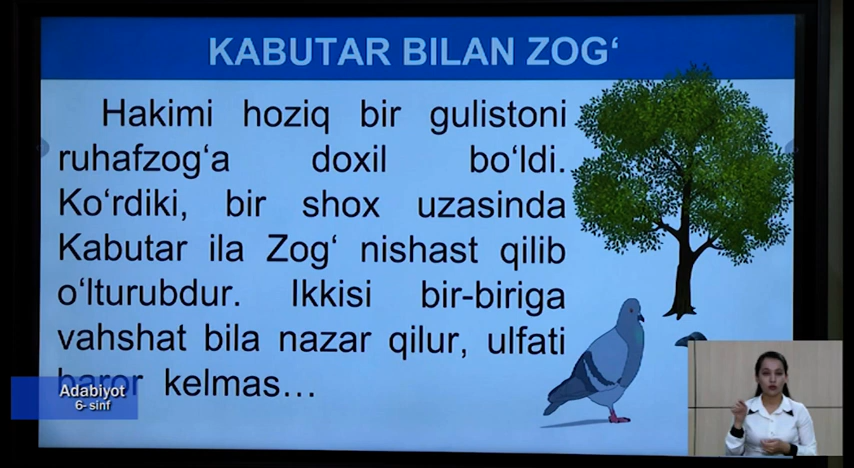 KABUTAR BILAN ZOG‘
Hakimi hoziq bir gulistoni
ruhafzog‘a doxil bo‘ldi.
Ko‘rdiki, bir shox uzasinda
Kabutar ila Zog‘ nishast qilib
o‘lturubdur. Ikkisi bir-biriga
vahshat bila nazar qilur, ulfati
baror kelmas...
Adabiyot
6- sinf